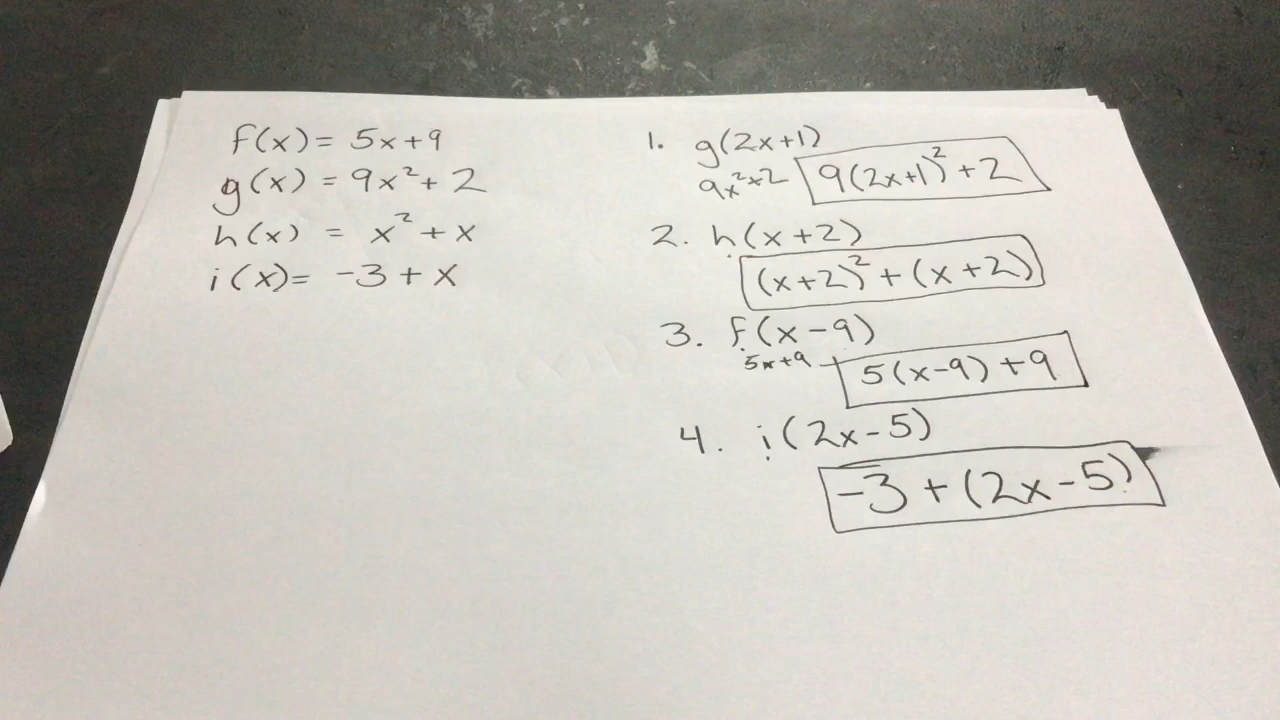 f(x) = 5x+9
g(x) = 9x²+2
h(x) = x²+x
i(x)= -3+x
1. g(2x+1)
9x²+2 9(2x+1)²+2
2. h(x+2)
(x+2)²+(x+2)
3. f(x-9)
5x+9 5(x-9)+9
4. i(2x-5)
-3+(2x-5)